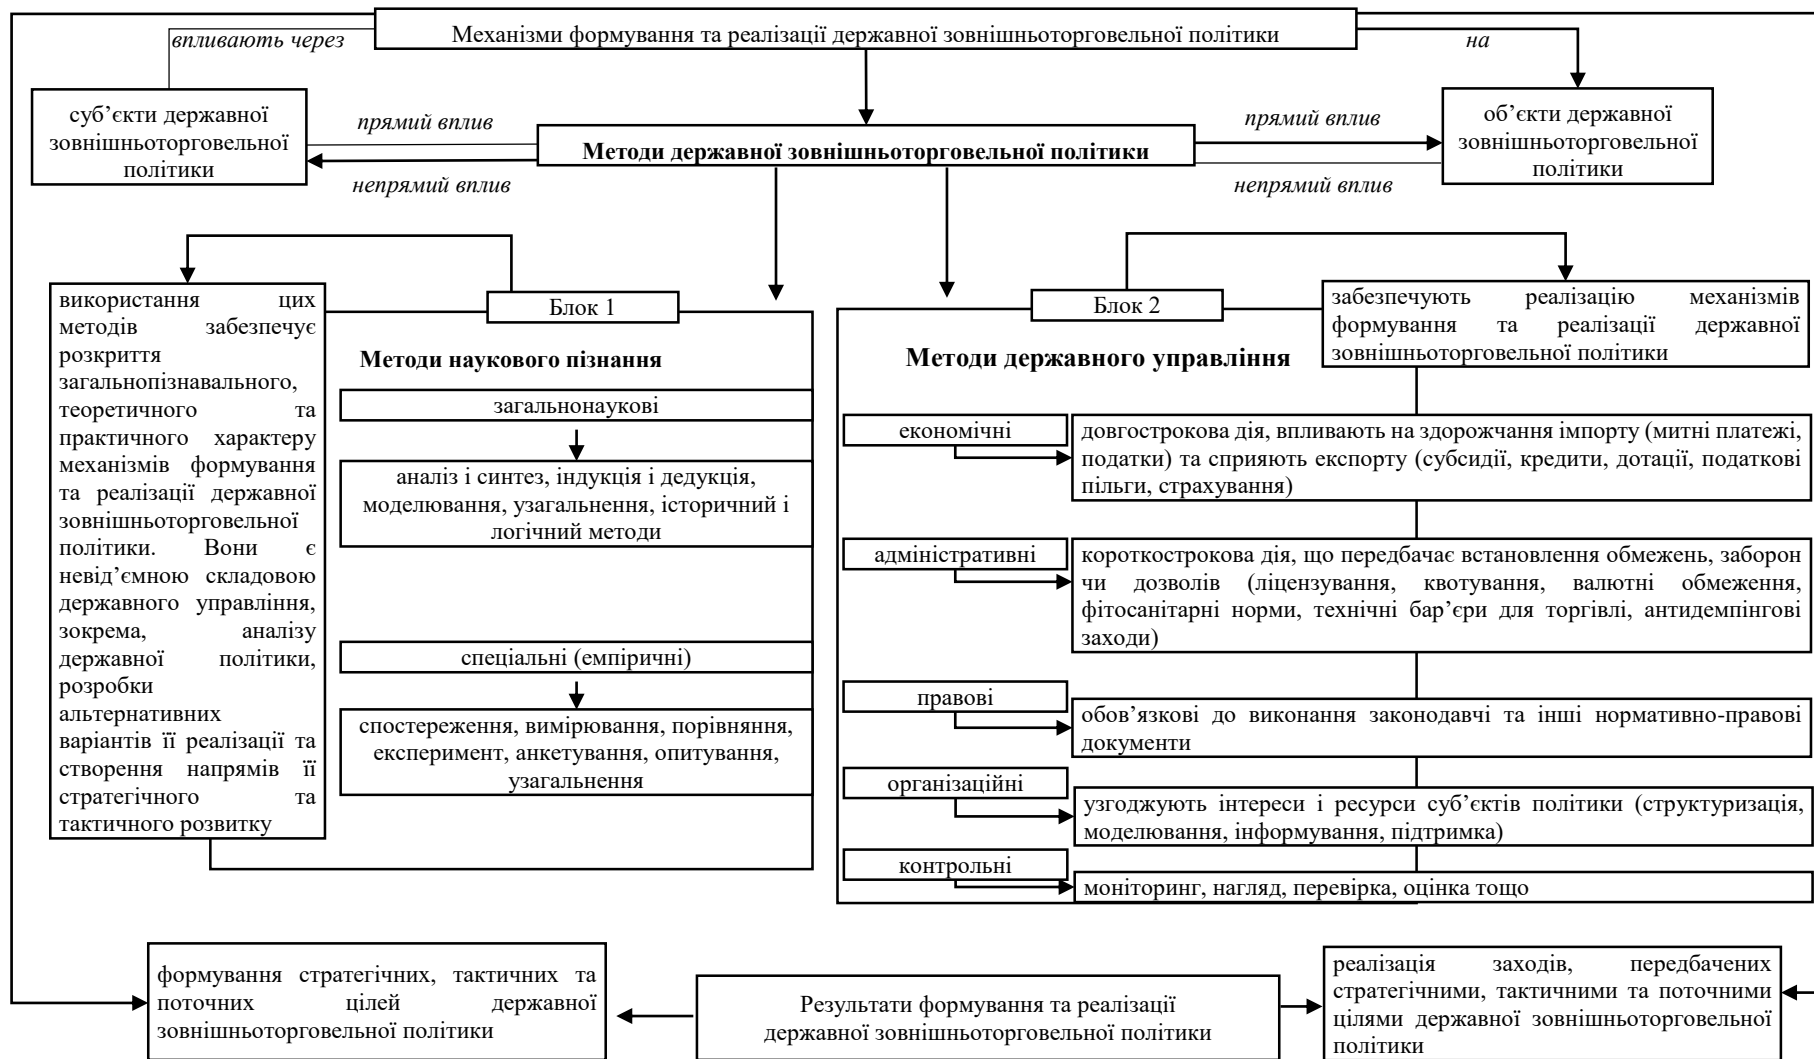 Механізми формування та реалізації державної зовнішньоторговельної політики
впливають через
на
суб’єкти державної
зовнішньоторговельної
політики
прямий вплив
непрямий вплив
Методи державної зовнішньоторговельної політики
прямий вплив
непрямий вплив
об’єкти державної
зовнішньоторговельної
політики
використання цих
методів забезпечує
розкриття
загальнопізнавального,
теоретичного та
практичного характеру
механізмів формування
та реалізації державної
зовнішньоторговельної
політики. Вони є
невід’ємною складовою
державного управління,
зокрема, аналізу
державної політики,
розробки
альтернативних
варіантів її реалізації та
створення напрямів її
стратегічного та
тактичного розвитку
Блок 1
Методи наукового пізнання
загальнонаукові
аналіз і синтез, індукція і дедукція,
моделювання, узагальнення, історичний і
логічний методи
спеціальні (емпіричні)
спостереження, вимірювання, порівняння,
експеримент, анкетування, опитування,
узагальнення
Блок 2
Методи державного управління
забезпечують реалізацію механізмів
формування та реалізації державної
зовнішньоторговельної політики
економічні
довгострокова дія, впливають на здорожчання імпорту (митні платежі,
податки) та сприяють експорту (субсидії, кредити, дотації, податкові
пільги, страхування)
адміністративні
короткострокова дія, що передбачає встановлення обмежень, заборон
чи дозволів (ліцензування, квотування, валютні обмеження,
фітосанітарні норми, технічні бар’єри для торгівлі, антидемпінгові
заходи)
правові
обов’язкові до виконання законодавчі та інші нормативно-правові
документи
організаційні
узгоджують інтереси і ресурси суб’єктів політики (структуризація,
моделювання, інформування, підтримка)
контрольні
моніторинг, нагляд, перевірка, оцінка тощо
формування стратегічних, тактичних та
поточних цілей державної
зовнішньоторговельної політики
Результати формування та реалізації
державної зовнішньоторговельної політики
реалізація заходів, передбачених
стратегічними, тактичними та поточними
цілями державної зовнішньоторговельної
політики